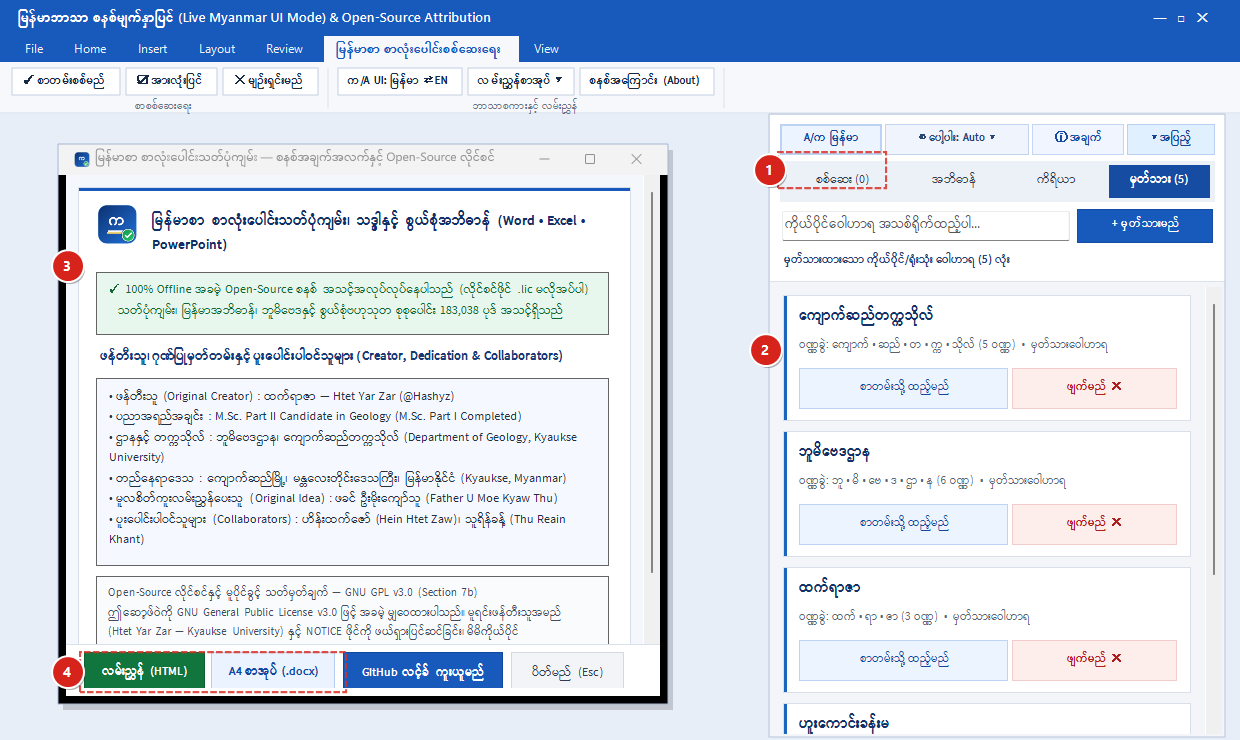 မြန်မာဘာသာ စနစ်မျက်နှာပြင် (Live Myanmar UI Mode) & Open-Source Attribution
File Home Insert Layout Review မြန်မာစာ စာလုံးပေါင်းစစ်ဆေးရေး View
✓ စာတမ်းစစ်မည် ☑ အားလုံးပြင် ✕ မျဉ်းရှင်းမည် က/A UI: မြန်မာ ⇄ EN လမ်းညွှန်စာအုပ် ▼ စနစ်အကြောင်း (About)
စာစစ်ဆေးရေး ဘာသာစကားနှင့် လမ်းညွှန်
မြန်မာစာ စာလုံးပေါင်းသတ်ပုံကျမ်း — စနစ်အချက်အလက်နှင့် Open-Source လိုင်စင်
က
မြန်မာစာ စာလုံးပေါင်းသတ်ပုံကျမ်း၊ သဒ္ဒါနှင့် စွယ်စုံအဘိဓာန် (Word • Excel •
PowerPoint)
3
✓ 100% Offline အခမဲ့ Open-Source စနစ် အသင့်အလုပ်လုပ်နေပါသည် (လိုင်စင်ဖိုင် .lic မလိုအပ်ပါ)
သတ်ပုံကျမ်း၊ မြန်မာအဘိဓာန်၊ ဘူမိဗေဒနှင့် စွယ်စုံဗဟုသုတ စုစုပေါင်း 183,038 ပုဒ် အသင့်ရှိသည်
ဖန်တီးသူ၊ ဂုဏ်ပြုမှတ်တမ်းနှင့် ပူးပေါင်းပါဝင်သူများ (Creator, Dedication & Collaborators)
• ဖန်တီးသူ (Original Creator) : ထက်ရာဇာ — Htet Yar Zar (@Hashyz)
• ပညာအရည်အချင်း : M.Sc. Part II Candidate in Geology (M.Sc. Part I Completed)
• ဌာနနှင့် တက္ကသိုလ် : ဘူမိဗေဒဌာန၊ ကျောက်ဆည်တက္ကသိုလ် (Department of Geology, Kyaukse
University)
• တည်နေရာဒေသ : ကျောက်ဆည်မြို့၊ မန္တလေးတိုင်းဒေသကြီး၊ မြန်မာနိုင်ငံ (Kyaukse, Myanmar)
• မူလစိတ်ကူးလမ်းညွှန်ပေးသူ (Original Idea) : ဖခင် ဦးမိုးကျော်သူ (Father U Moe Kyaw Thu)
• ပူးပေါင်းပါဝင်သူများ (Collaborators) : ဟိန်းထက်ဇော် (Hein Htet Zaw)၊ သူရိန်ခန့် (Thu Reain
Khant)
Open-Source လိုင်စင်နှင့် မူပိုင်ခွင့် သတ်မှတ်ချက် — GNU GPL v3.0 (Section 7b)
ဤဆော့ဖ်ဝဲကို GNU General Public License v3.0 ဖြင့် အခမဲ့ မျှဝေထားပါသည်။ မူရင်းဖန်တီးသူအမည်
(Htet Yar Zar — Kyaukse University) နှင့် NOTICE ဖိုင်ကို ဖယ်ရှားပြင်ဆင်ခြင်း၊ မိမိကိုယ်ပိုင်
4
လမ်းညွှန် (HTML) A4 စာအုပ် (.docx) GitHub လင့်ခ် ကူးယူမည် ပိတ်မည် (Esc)
A/က မြန်မာ ပေါ့ပါး: Auto ▼ ⓘ အချက် ▼ အပြည့်
1
စစ်ဆေး (0) အဘိဓာန် ကိရိယာ မှတ်သား (5)
ကိုယ်ပိုင်ဝေါဟာရ အသစ်ရိုက်ထည့်ပါ... + မှတ်သားမည်
မှတ်သားထားသော ကိုယ်ပိုင်/ရိုးသုံး ဝေါဟာရ (5) လုံး
ကျောက်ဆည်တက္ကသိုလ်
2
ဝဏ္ဏခွဲ: ကျောက် • ဆည် • တ • က္က • သိုလ် (5 ဝဏ္ဏ) • မှတ်သားဝေါဟာရ
စာတမ်းသို့ ထည့်မည် ဖျက်မည် ✕
ဘူမိဗေဒဌာန
ဝဏ္ဏခွဲ: ဘူ • မိ • ဗေ • ဒ • ဌာ • န (6 ဝဏ္ဏ) • မှတ်သားဝေါဟာရ
စာတမ်းသို့ ထည့်မည် ဖျက်မည် ✕
ထက်ရာဇာ
ဝဏ္ဏခွဲ: ထက် • ရာ • ဇာ (3 ဝဏ္ဏ) • မှတ်သားဝေါဟာရ
စာတမ်းသို့ ထည့်မည် ဖျက်မည် ✕
ဟူးကောင်းခန်းမ